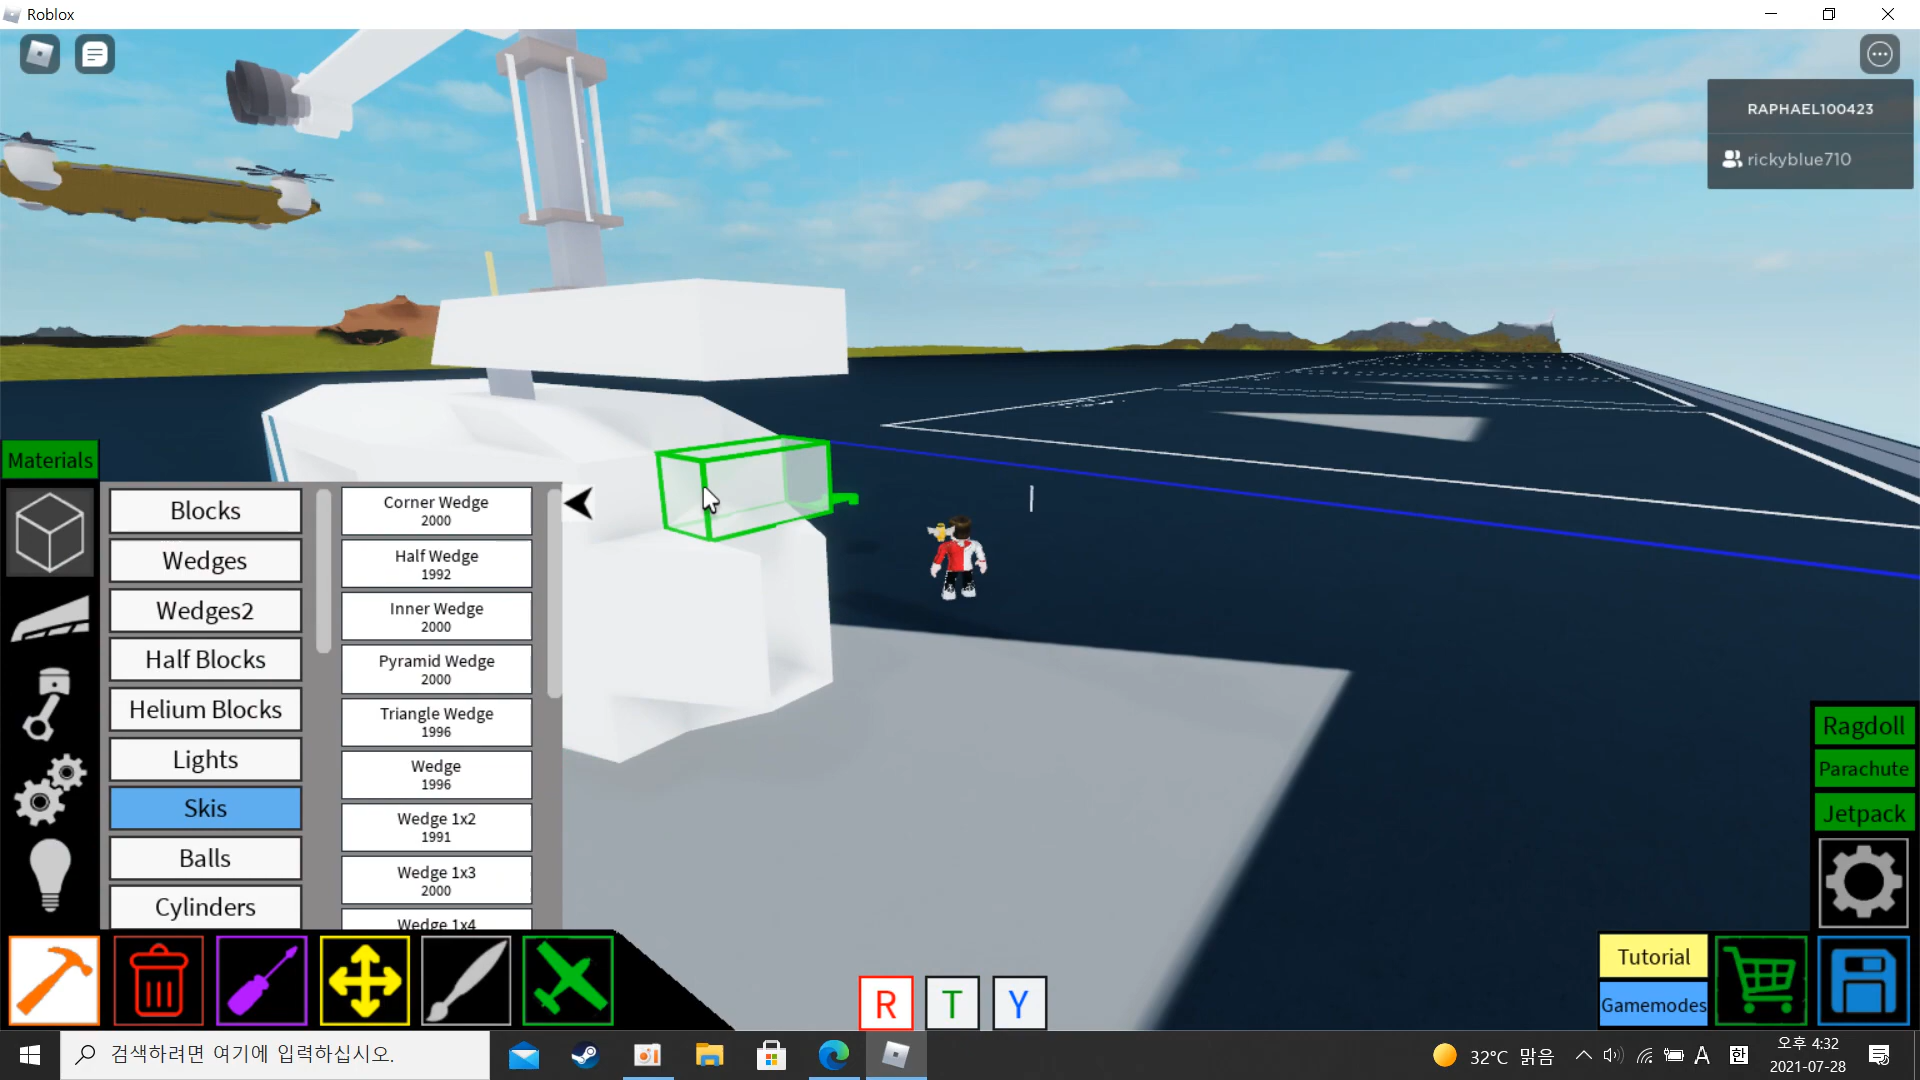 Roblox
RAPHAEL100423
rickyblue710
Materials
Blocks
Wedges
Wedges2
Half Blocks
Helium Blocks
Lights
Skis
Balls
Cylinders
Corner Wedge
2000
Half Wedge
1992
Inner Wedge
2000
Pyramid Wedge
2000
Triangle Wedge
1996
Wedge
1996
Wedge 1x2
1991
Wedge 1x3
2000
Wedge 1x4
Ragdoll
Parachute
Jetpack
Tutorial
Gamemodes
R T Y
검색하려면 여기에 입력하십시오.
32°C 맑음
A 한
오후 4:32
2021-07-28